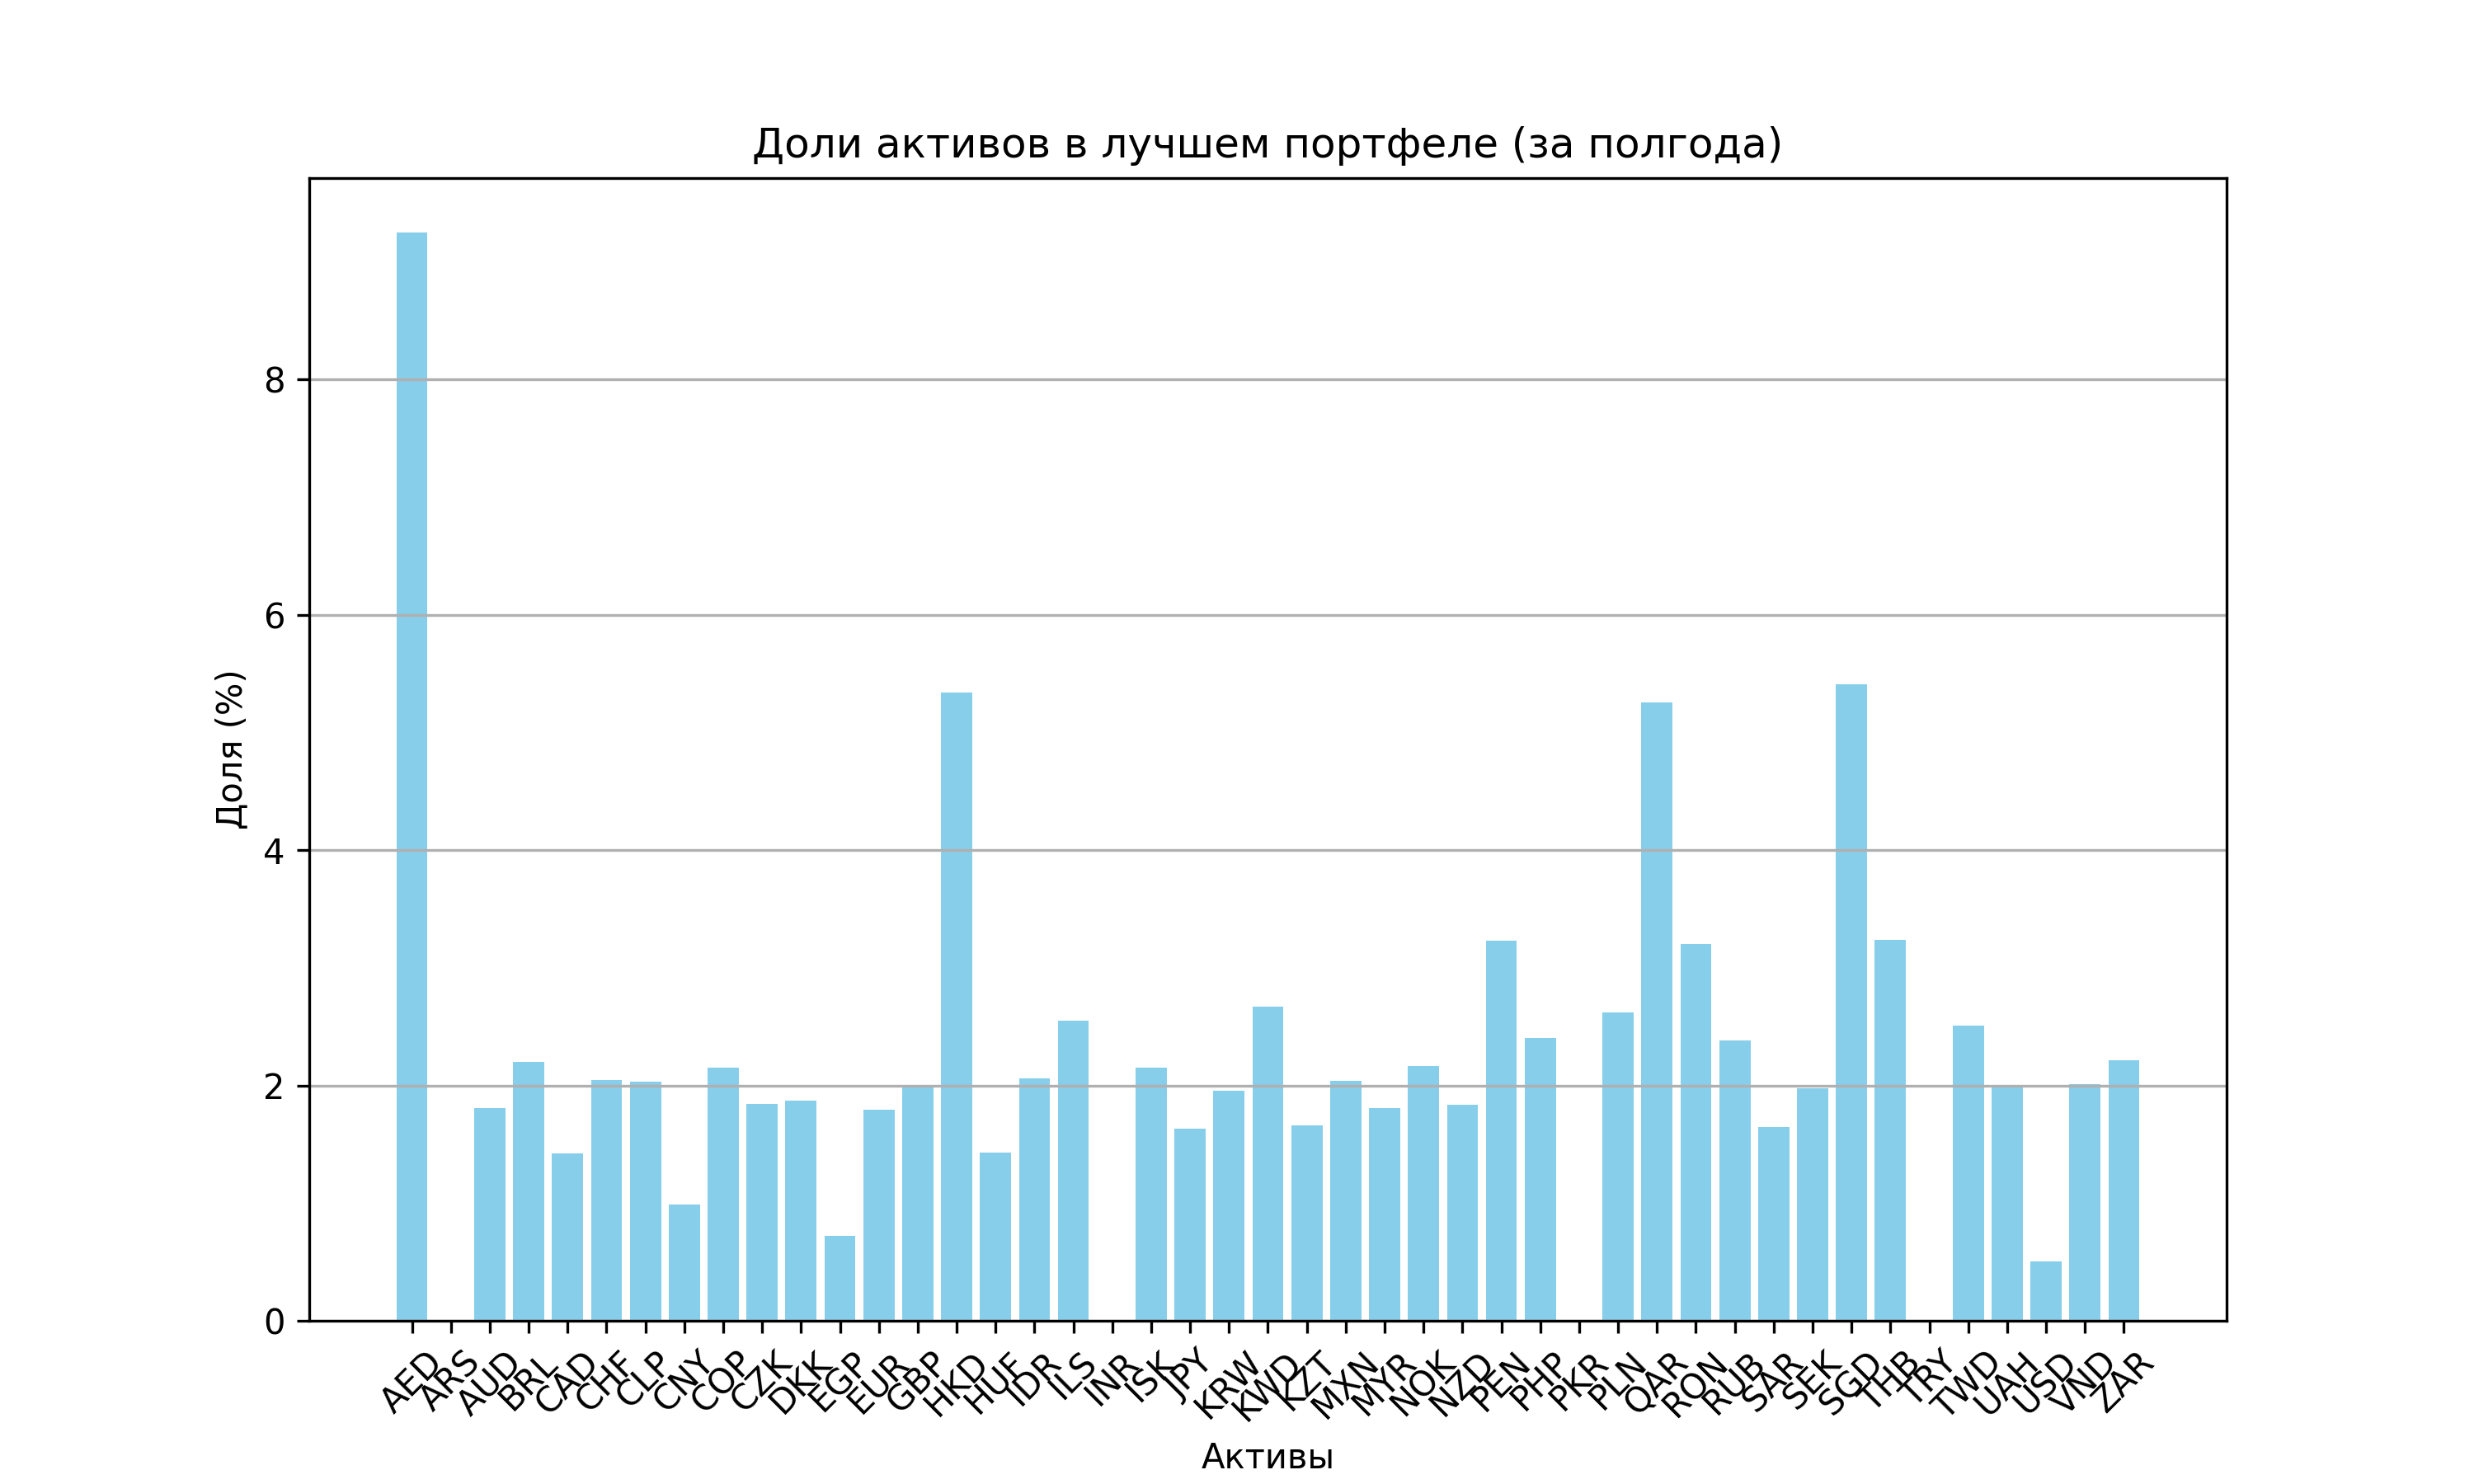 Доли активов в лучшем портфеле (за полгода)
Доля (%)
8
6
4
2
0
AED ARS AUD BRL CAD CHF CLP CNY COP CZK DKK EGP EUR GBP HKD HUF IDR ILS INR ISK JPY KRW KWD KZT MXN MYR NOK NZD PEN PHP PKR PLN QAR RON RUB SAR SEK SGD THB TRY TWD UAH USD VND ZAR
Активы